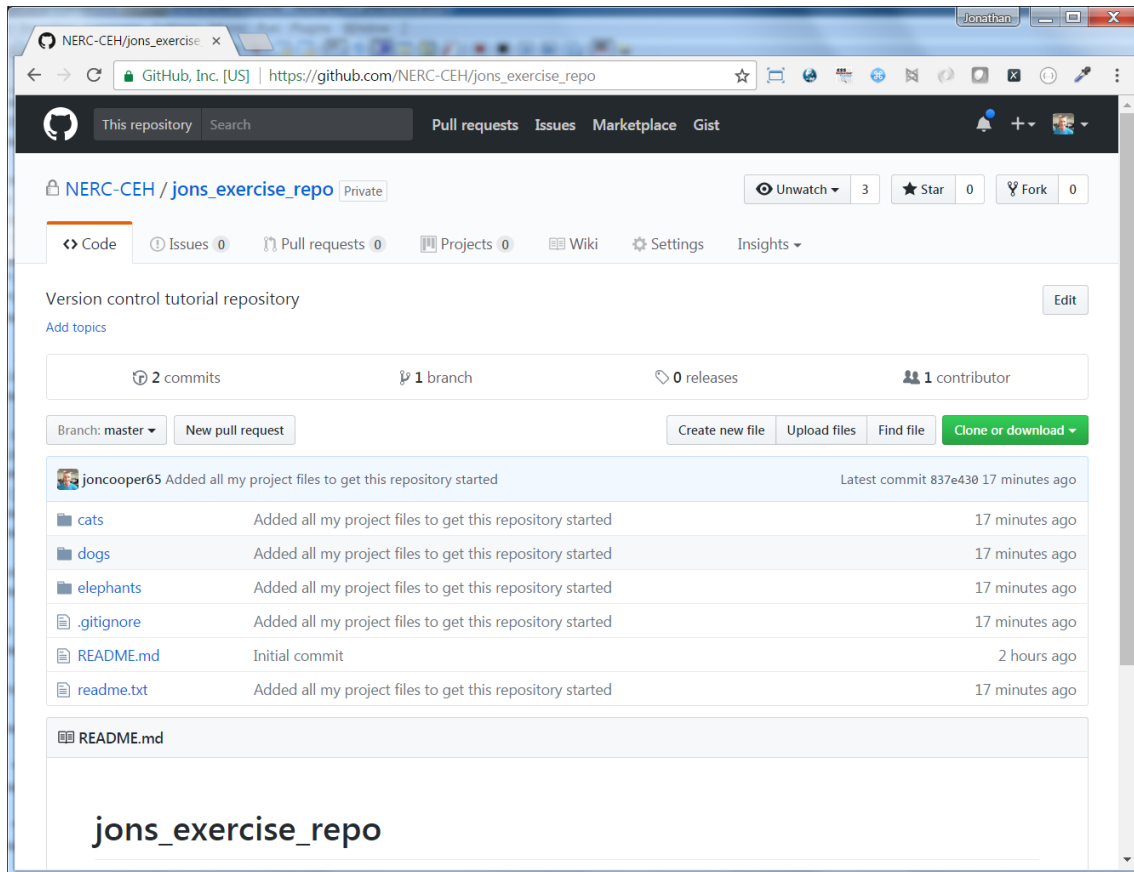 Jonathan
NERC-CEH/jons_exercise_
GitHub, Inc. [US] | https://github.com/NERC-CEH/jons_exercise_repo
This repository Search Pull requests Issues Marketplace Gist
NERC-CEH / jons_exercise_repo Private Unwatch 3 Star 0 Fork 0
<> Code Issues 0 Pull requests 0 Projects 0 Wiki Settings Insights
Version control tutorial repository Edit
Add topics
2 commits 1 branch 0 releases 1 contributor
Branch: master New pull request Create new file Upload files Find file Clone or download
joncooper65 Added all my project files to get this repository started Latest commit 837e430 17 minutes ago
cats Added all my project files to get this repository started 17 minutes ago
dogs Added all my project files to get this repository started 17 minutes ago
elephants Added all my project files to get this repository started 17 minutes ago
.gitignore Added all my project files to get this repository started 17 minutes ago
README.md Initial commit 2 hours ago
readme.txt Added all my project files to get this repository started 17 minutes ago
README.md
jons_exercise_repo